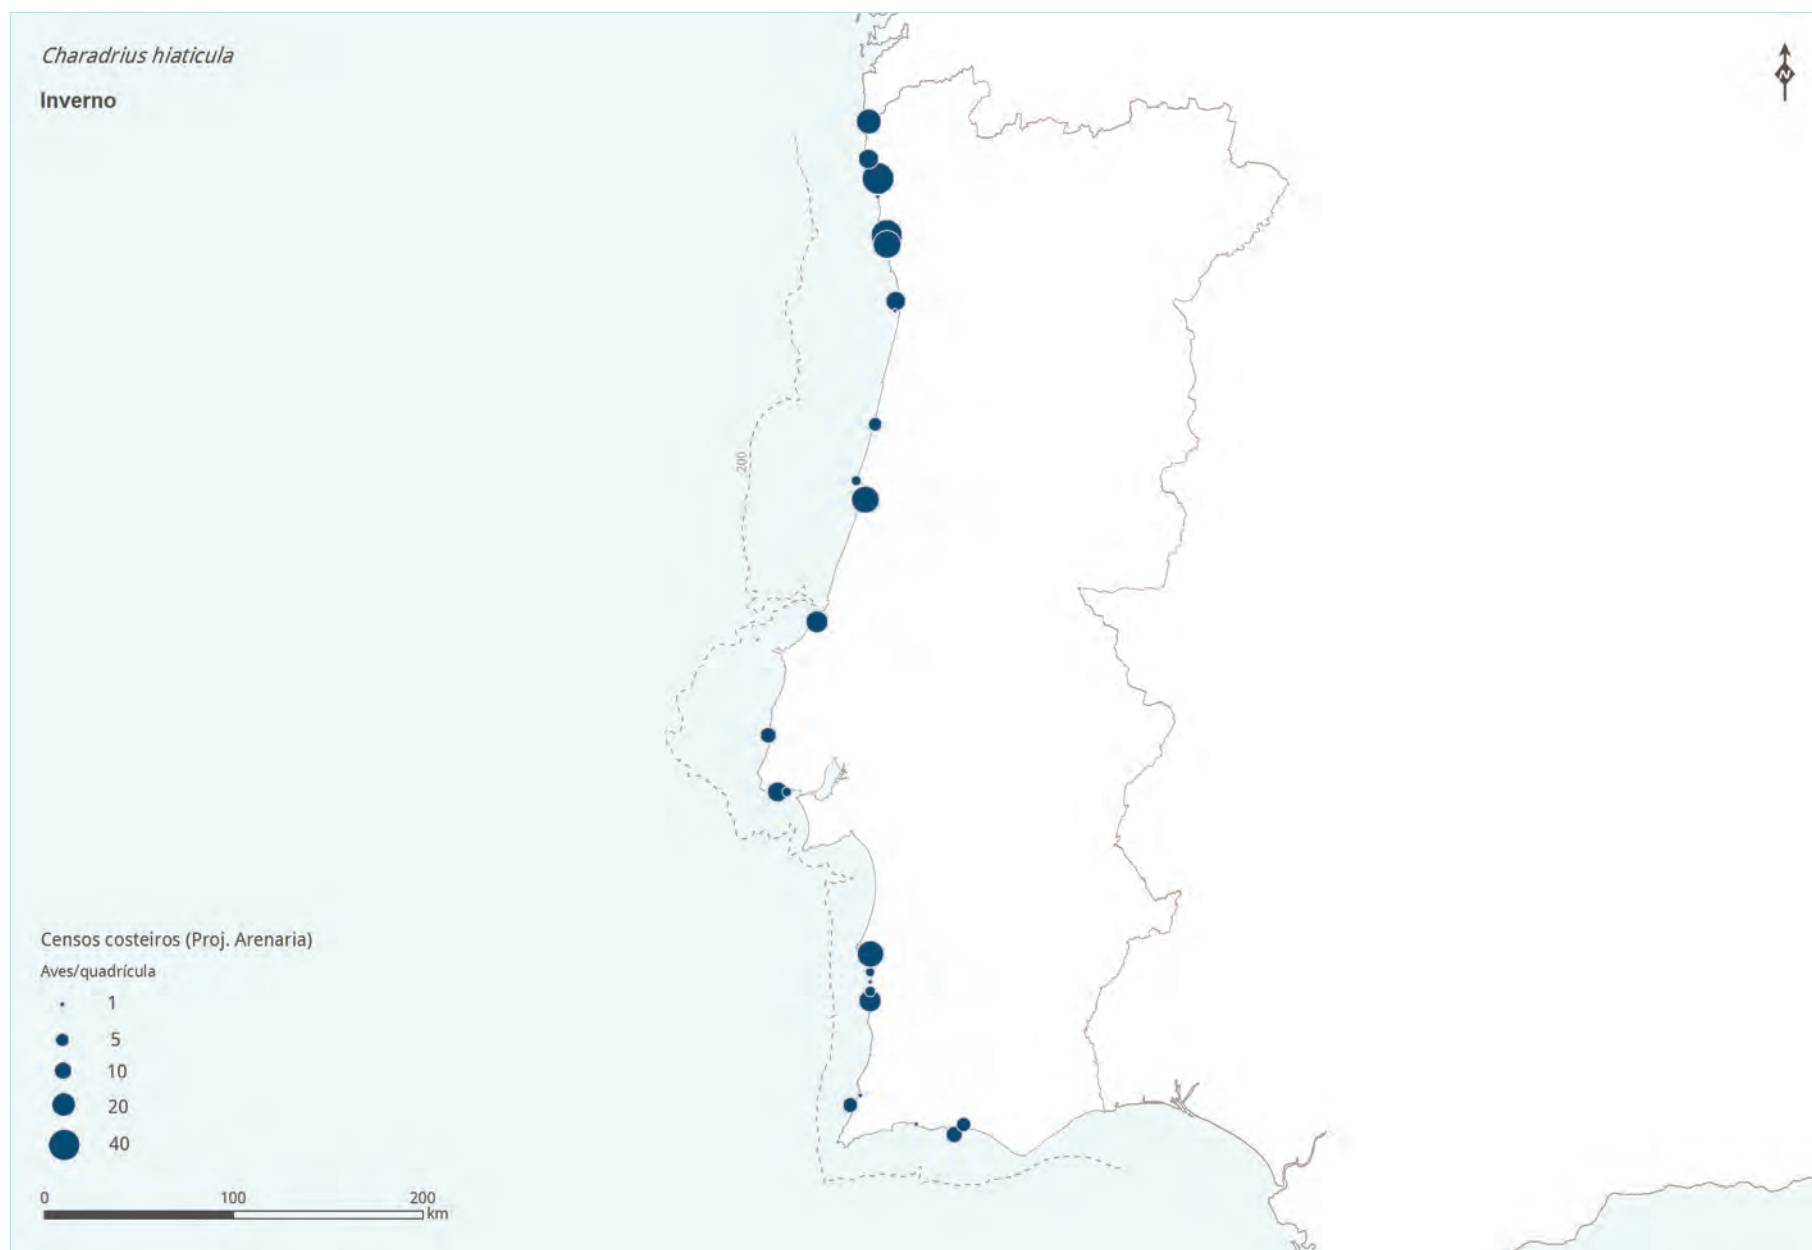 Charadrius hiaticula
Inverno
N
200
Censos costeiros (Proj. Arenaria)
Aves/quadrícula
1
5
10
20
40
0 100 200
km